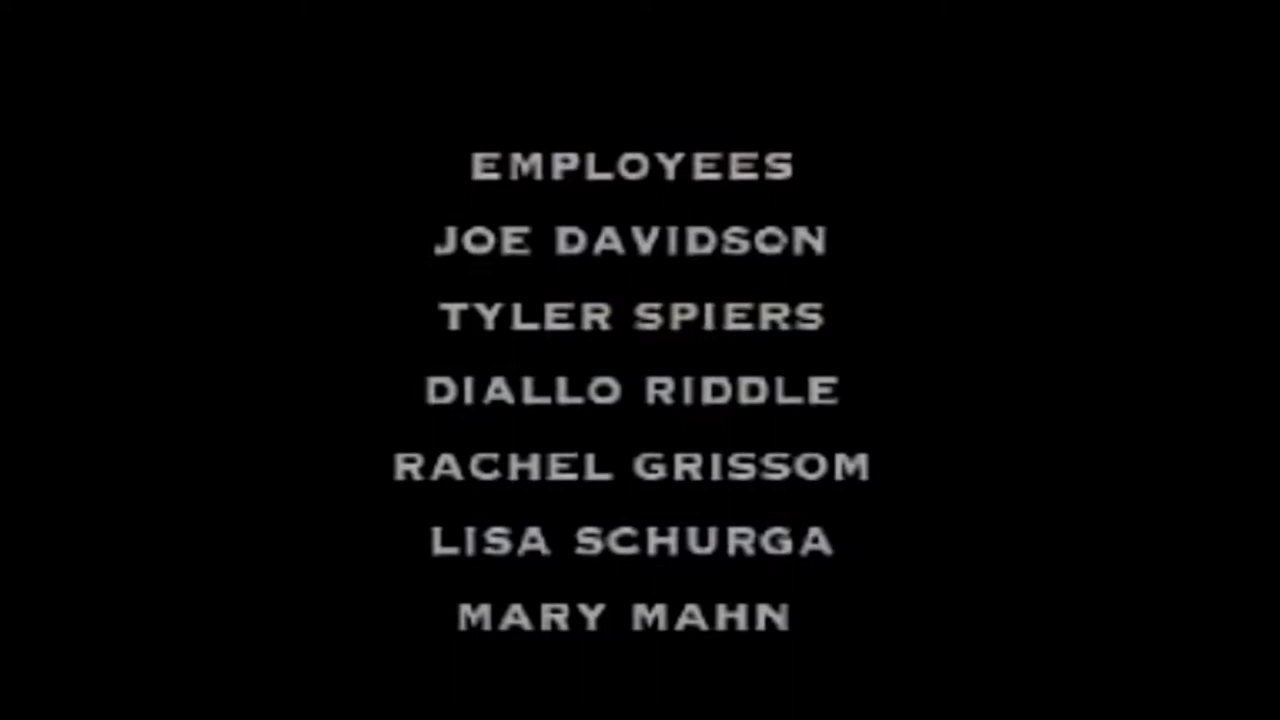 EMPLOYEES
JOE DAVIDSON
TYLER SPIERS
DIALLO RIDDLE
RACHEL GRISSOM
LISA SCHURGA
MARY MAHN